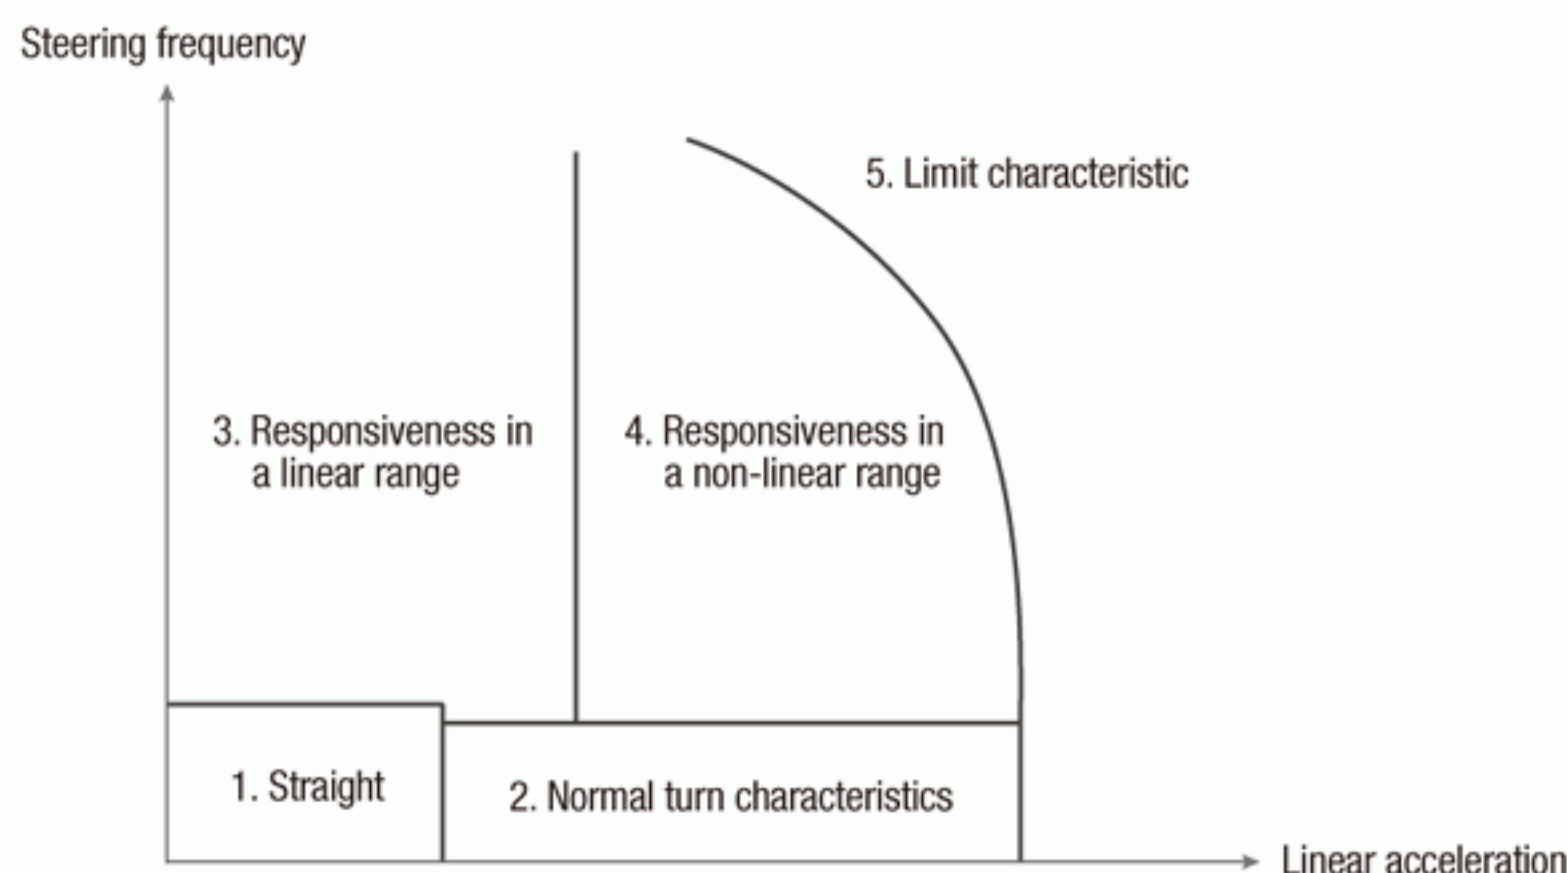 Steering frequency
5. Limit characteristic
3. Responsiveness in
a linear range
4. Responsiveness in
a non-linear range
1. Straight
2. Normal turn characteristics
Linear acceleration